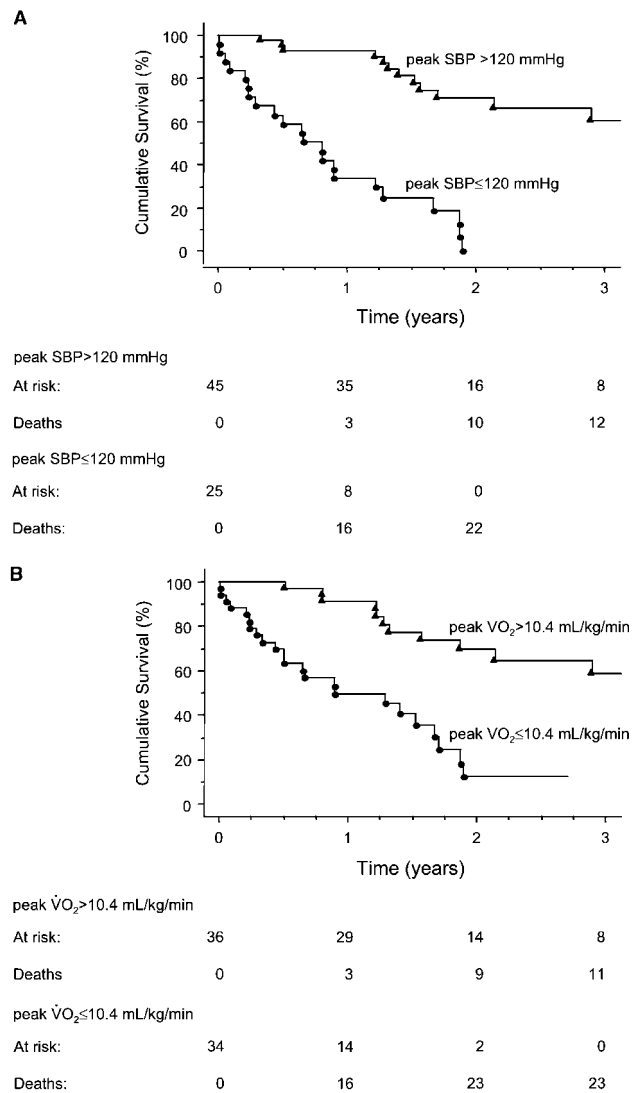 A
100
80
60
40
20
0
Cumulative Survival (%)
peak SBP >120 mmHg
peak SBP≤120 mmHg
0 1 2 3
Time (years)
peak SBP>120 mmHg
At risk: 45 35 16 8
Deaths 0 3 10 12
peak SBP≤120 mmHg
At risk: 25 8 0
Deaths: 0 16 22
B
100
80
60
40
20
0
Cumulative Survival (%)
peak VO₂>10.4 mL/kg/min
peak VO₂≤10.4 mL/kg/min
0 1 2 3
Time (years)
peak V̇O₂>10.4 mL/kg/min
At risk: 36 29 14 8
Deaths 0 3 9 11
peak V̇O₂≤10.4 mL/kg/min
At risk: 34 14 2 0
Deaths: 0 16 23 23